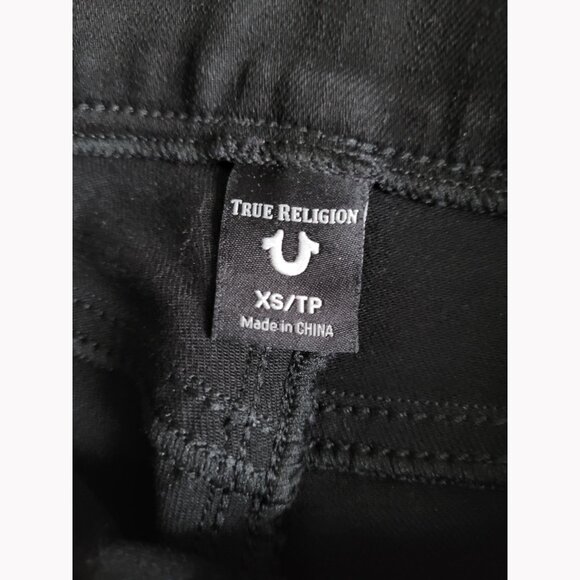 TRUE RELIGION
XS/TP
Made in CHINA